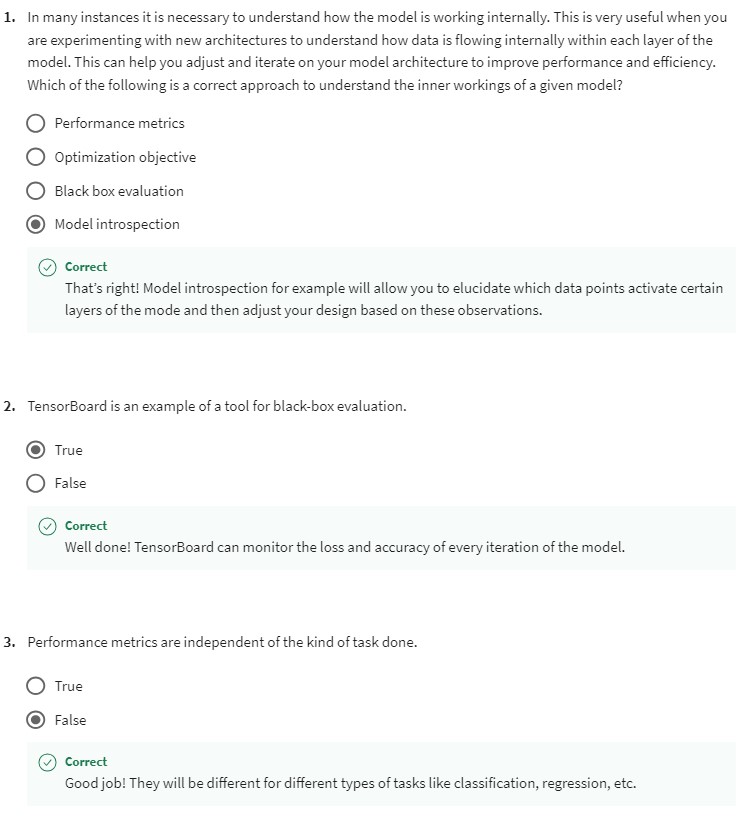 1. In many instances it is necessary to understand how the model is working internally. This is very useful when you
are experimenting with new architectures to understand how data is flowing internally within each layer of the
model. This can help you adjust and iterate on your model architecture to improve performance and efficiency.
Which of the following is a correct approach to understand the inner workings of a given model?
Performance metrics
Optimization objective
Black box evaluation
Model introspection
Correct
That's right! Model introspection for example will allow you to elucidate which data points activate certain
layers of the mode and then adjust your design based on these observations.
2. TensorBoard is an example of a tool for black-box evaluation.
True
False
Correct
Well done! TensorBoard can monitor the loss and accuracy of every iteration of the model.
3. Performance metrics are independent of the kind of task done.
True
False
Correct
Good job! They will be different for different types of tasks like classification, regression, etc.